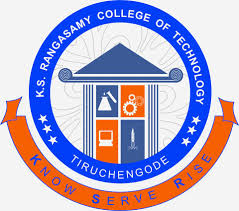 K.S. RANGASAMY COLLEGE OF TECHNOLOGY
TIRUCHENGODE
KNOW SERVE RISE